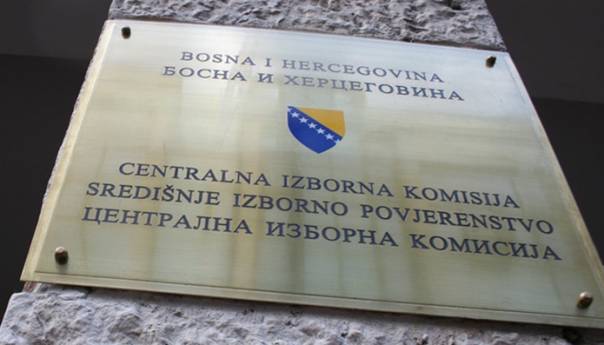 BOSNA I HERCEGOVINA
БОСНА И ХЕРЦЕГОВИНА
CENTRALNA IZBORNA KOMISIJA
SREDIŠNJE IZBORNO POVJERENSTVO
ЦЕНТРАЛНА ИЗБОРНА КОМИСИЈА